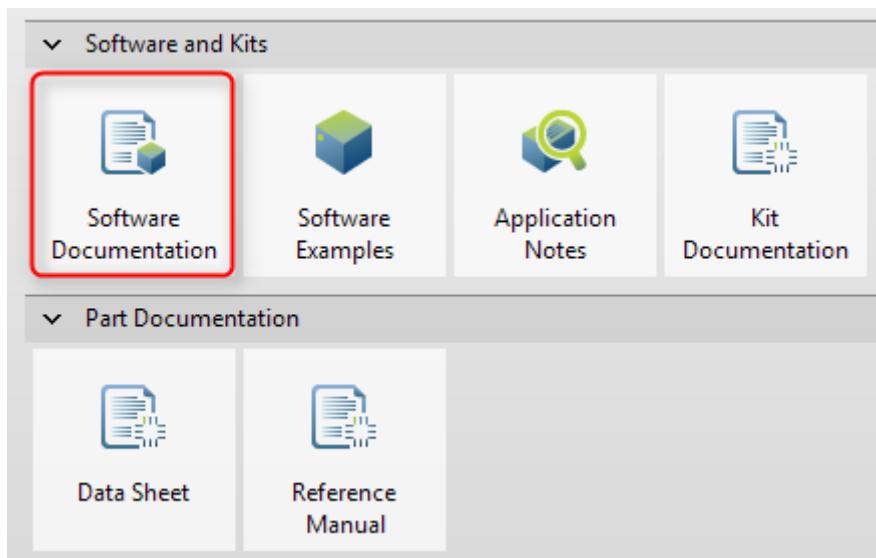 Software and Kits
Software
Documentation
Software
Examples
Application
Notes
Kit
Documentation
Part Documentation
Data Sheet
Reference
Manual